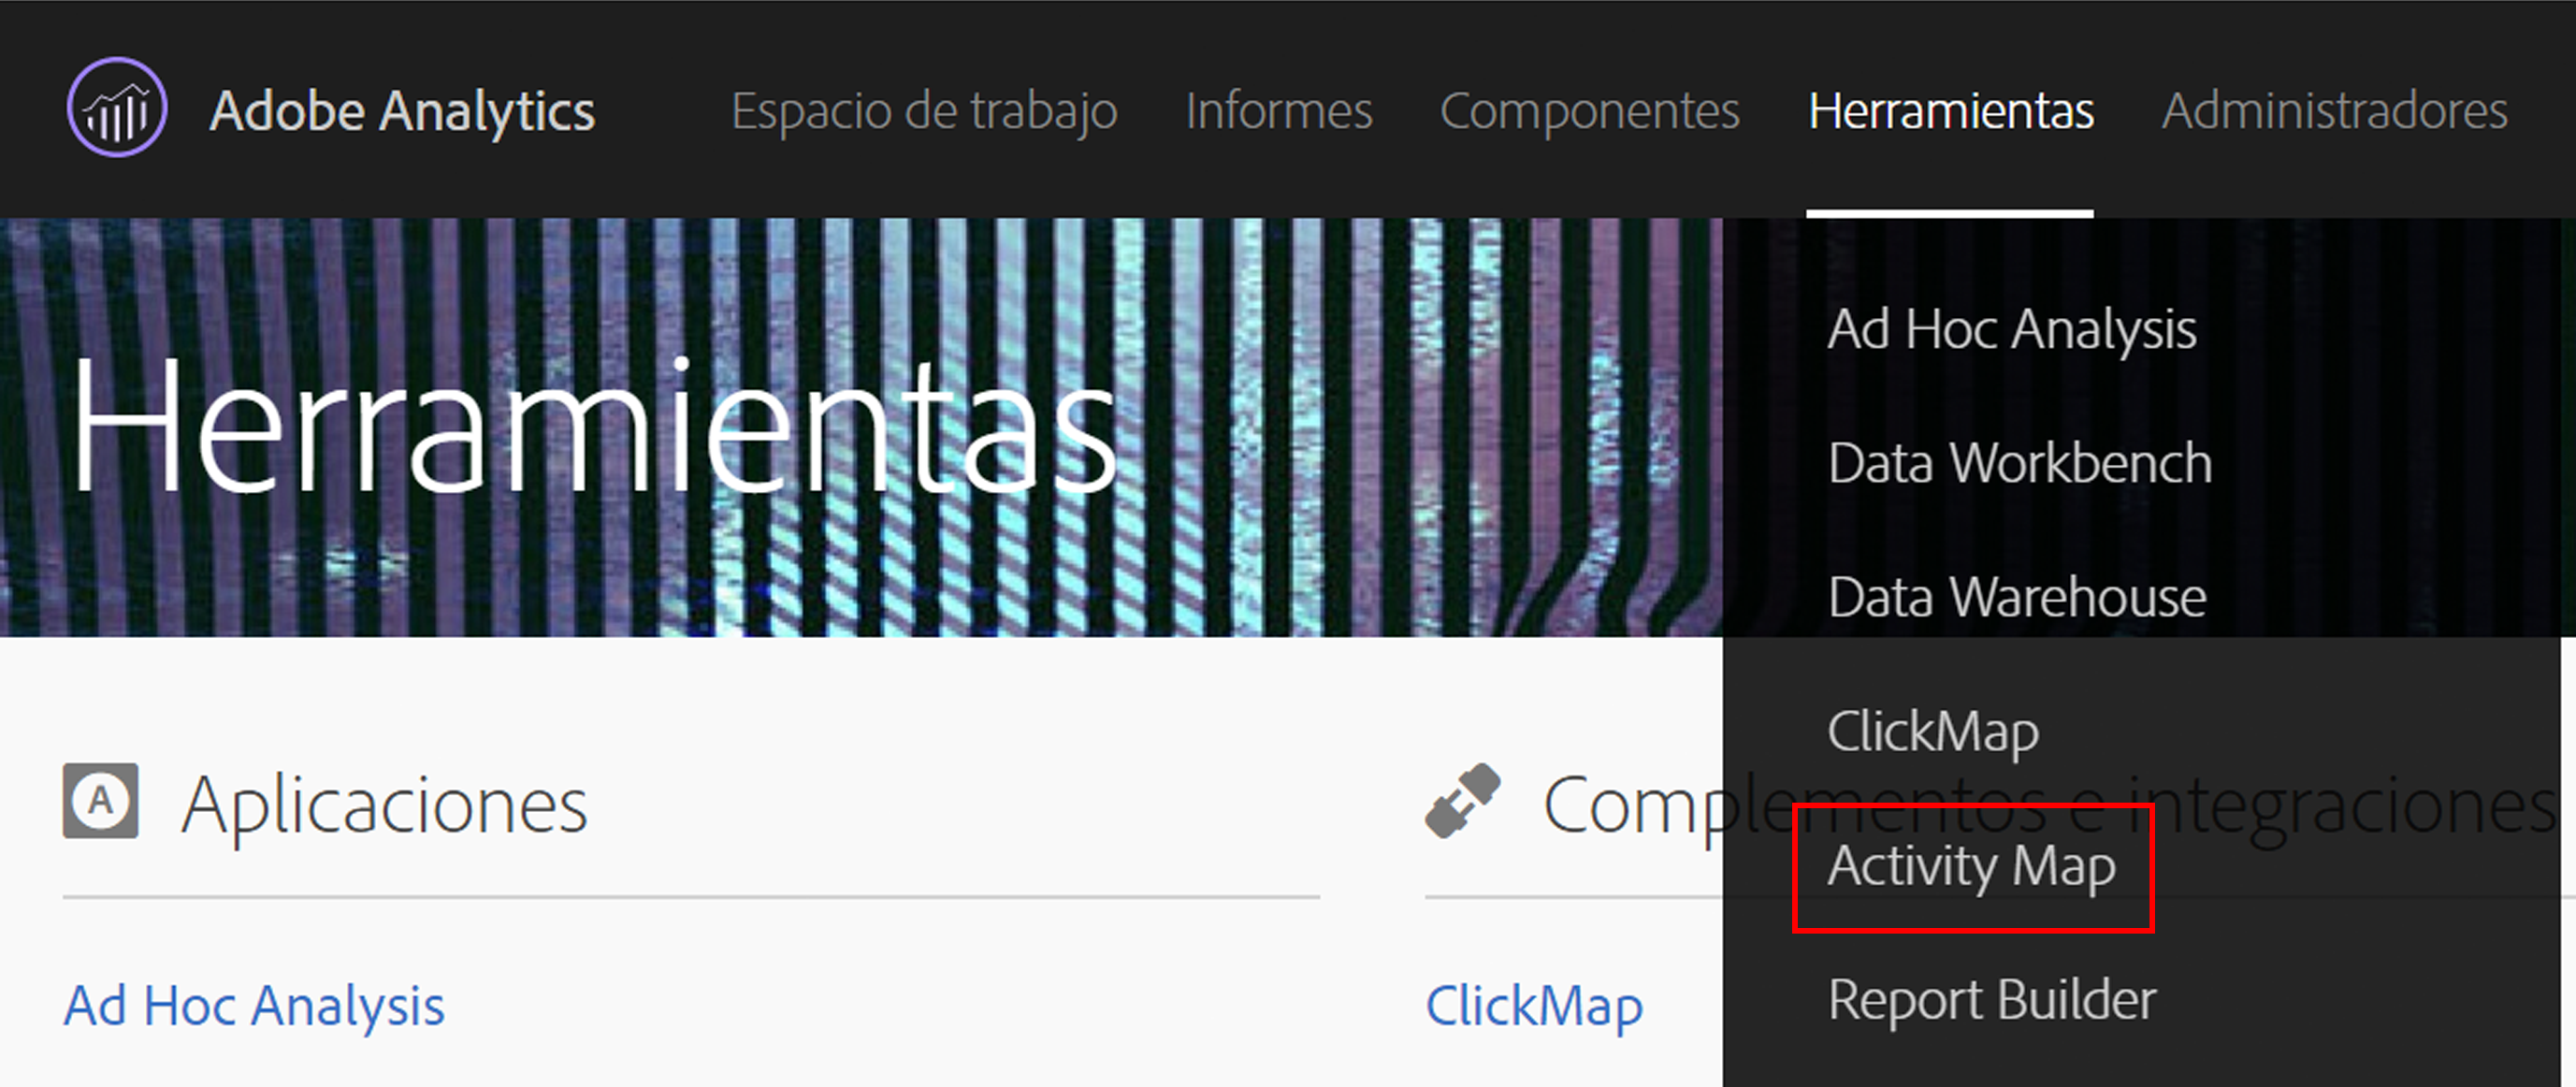 Adobe Analytics Espacio de trabajo Informes Componentes Herramientas Administradores
Herramientas
Ad Hoc Analysis
Data Workbench
Data Warehouse
ClickMap
Activity Map
Report Builder
A Aplicaciones
Ad Hoc Analysis
Complementos e integraciones
ClickMap